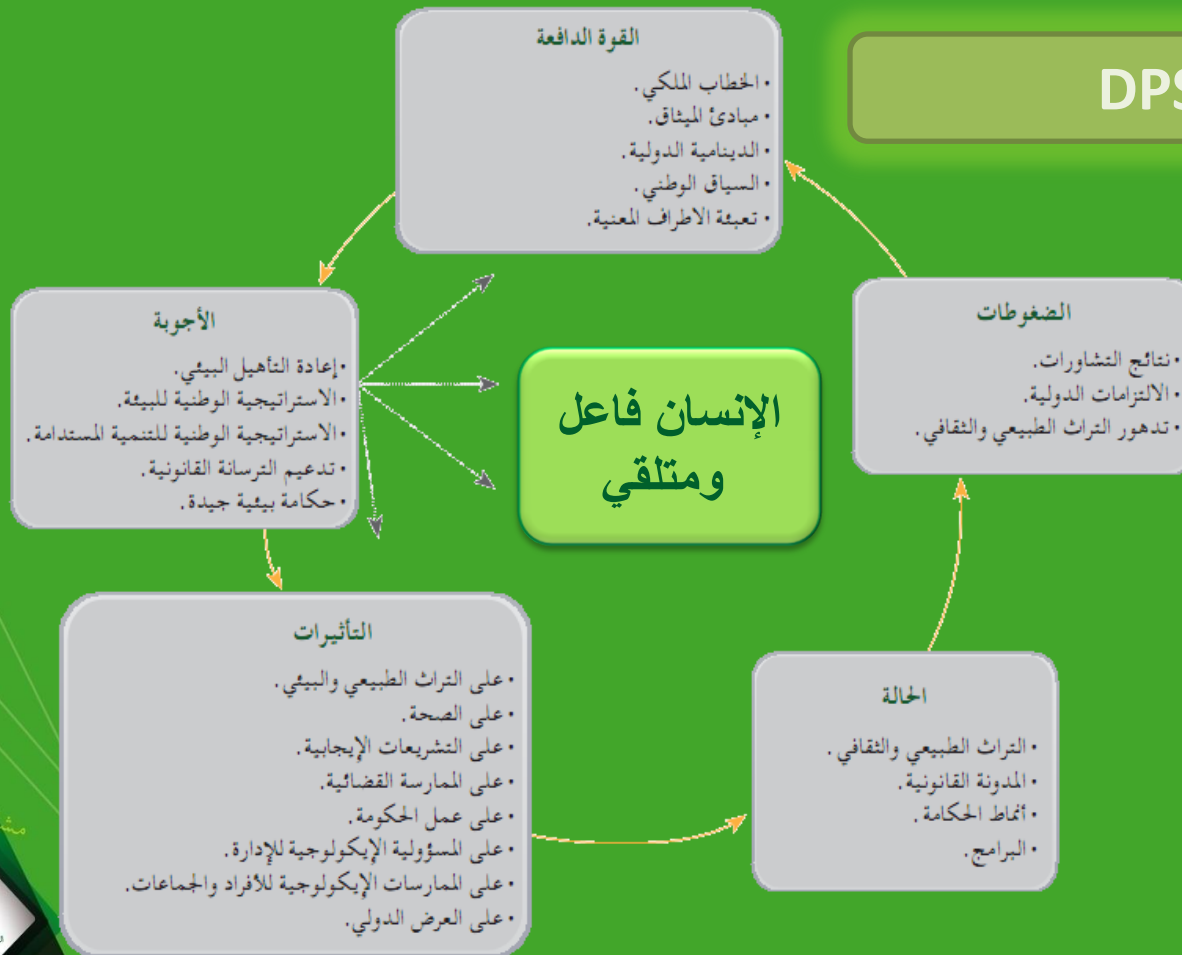 DPS
القوة الدافعة
• الخطاب الملكي.
• مبادئ الميثاق.
• الدينامية الدولية.
• السياق الوطني.
• تعبئة الاطراف المعنية.
الضغوطات
• نتائج التشاورات.
• الالتزامات الدولية.
• تدهور التراث الطبيعي والثقافي.
الأجوبة
• إعادة التأهيل البيئي.
• الاستراتيجية الوطنية للبيئة.
• الاستراتيجية الوطنية للتنمية المستدامة.
• تدعيم الترسانة القانونية.
• حكامة بيئية جيدة.
الإنسان فاعل
ومتلقي
التأثيرات
• على التراث الطبيعي والبيئي.
• على الصحة.
• على التشريعات الإيجابية.
• على الممارسة القضائية.
• على عمل الحكومة.
• على المسؤولية الإيكولوجية للإدارة.
• على الممارسات الإيكولوجية للأفراد والجماعات.
• على العرض الدولي.
الحالة
• التراث الطبيعي والثقافي.
• المدونة القانونية.
• أنماط الحكامة.
• البرامج.